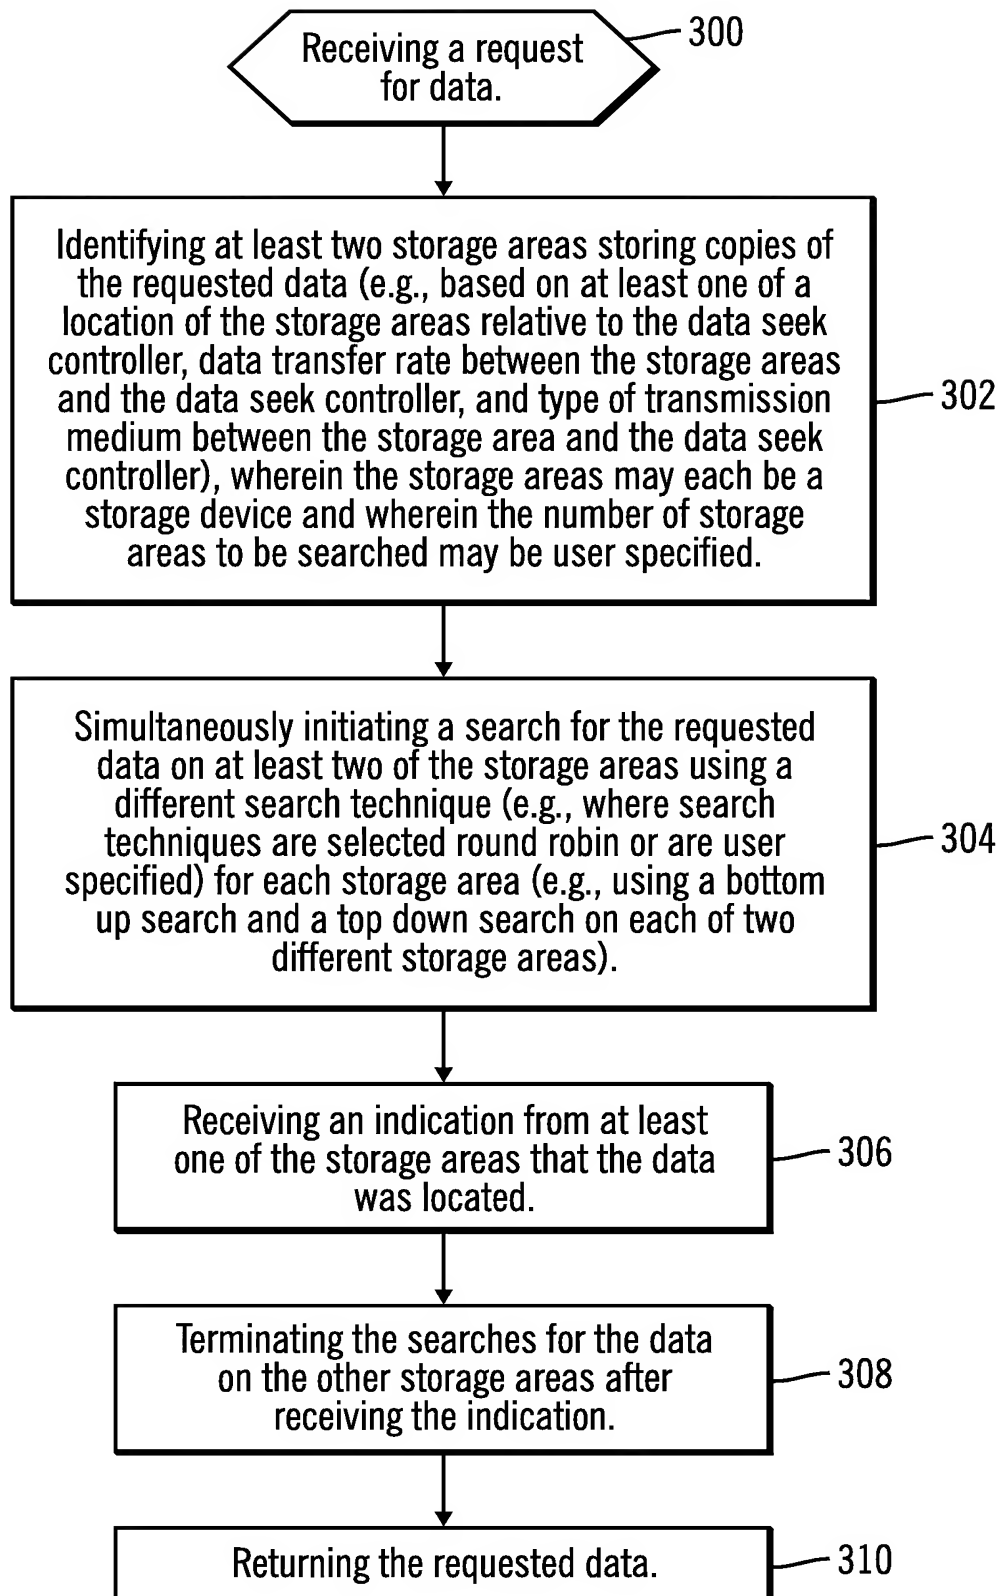 Receiving a request
for data.
300
Identifying at least two storage areas storing copies of
the requested data (e.g., based on at least one of a
location of the storage areas relative to the data seek
controller, data transfer rate between the storage areas
and the data seek controller, and type of transmission
medium between the storage area and the data seek
controller), wherein the storage areas may each be a
storage device and wherein the number of storage
areas to be searched may be user specified.
302
Simultaneously initiating a search for the requested
data on at least two of the storage areas using a
different search technique (e.g., where search
techniques are selected round robin or are user
specified) for each storage area (e.g., using a bottom
up search and a top down search on each of two
different storage areas).
304
Receiving an indication from at least
one of the storage areas that the data
was located.
306
Terminating the searches for the data
on the other storage areas after
receiving the indication.
308
Returning the requested data.
310